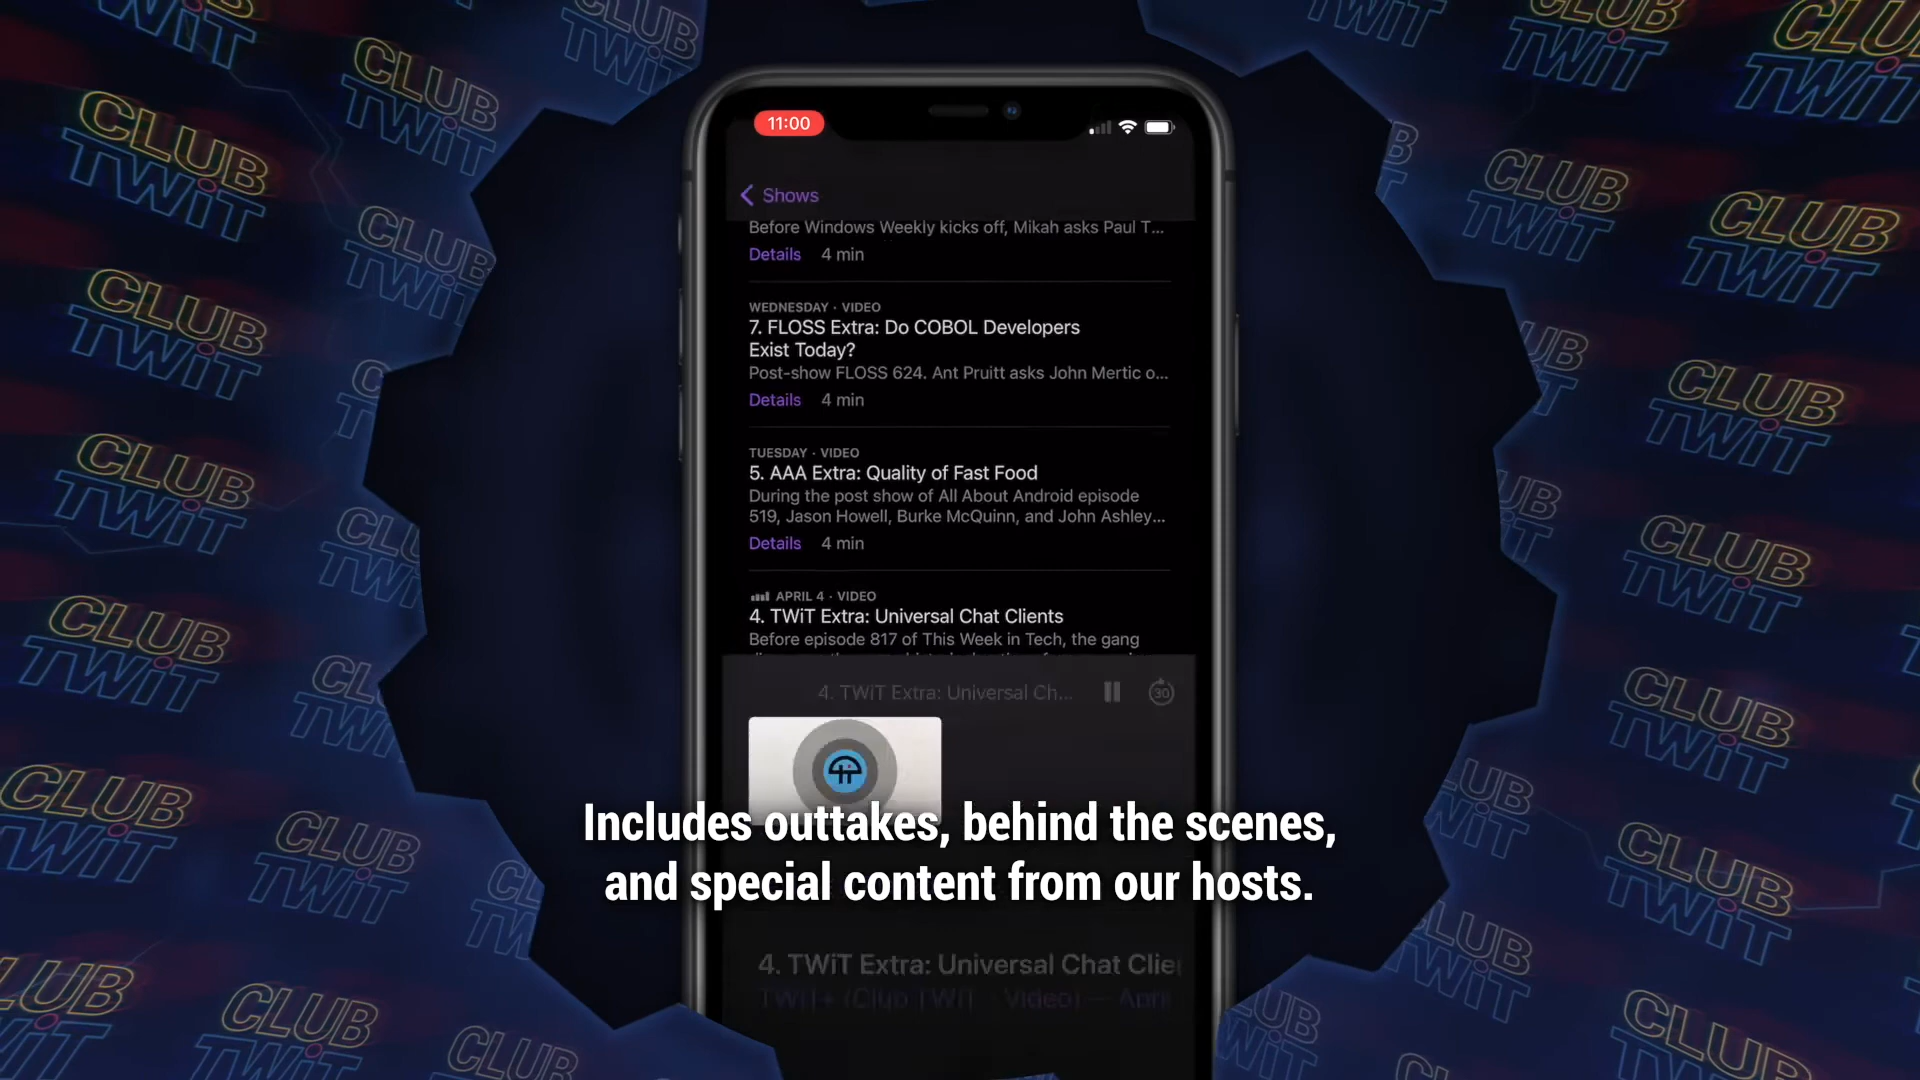 11:00
Shows
Before Windows Weekly kicks off, Mikah asks Paul T...
Details 4 min
WEDNESDAY · VIDEO
7. FLOSS Extra: Do COBOL Developers
Exist Today?
Post-show FLOSS 624. Ant Pruitt asks John Mertic o...
Details 4 min
TUESDAY · VIDEO
5. AAA Extra: Quality of Fast Food
During the post show of All About Android episode
519, Jason Howell, Burke McQuinn, and John Ashley...
Details 4 min
APRIL 4 · VIDEO
4. TWiT Extra: Universal Chat Clients
Before episode 817 of This Week in Tech, the gang
4. TWiT Extra: Universal Ch...
30
Includes outtakes, behind the scenes,
and special content from our hosts.
4. TWiT Extra: Universal Chat Clie
TWiT+ (Club TWiT - Video) — April
CLUB
TWiT